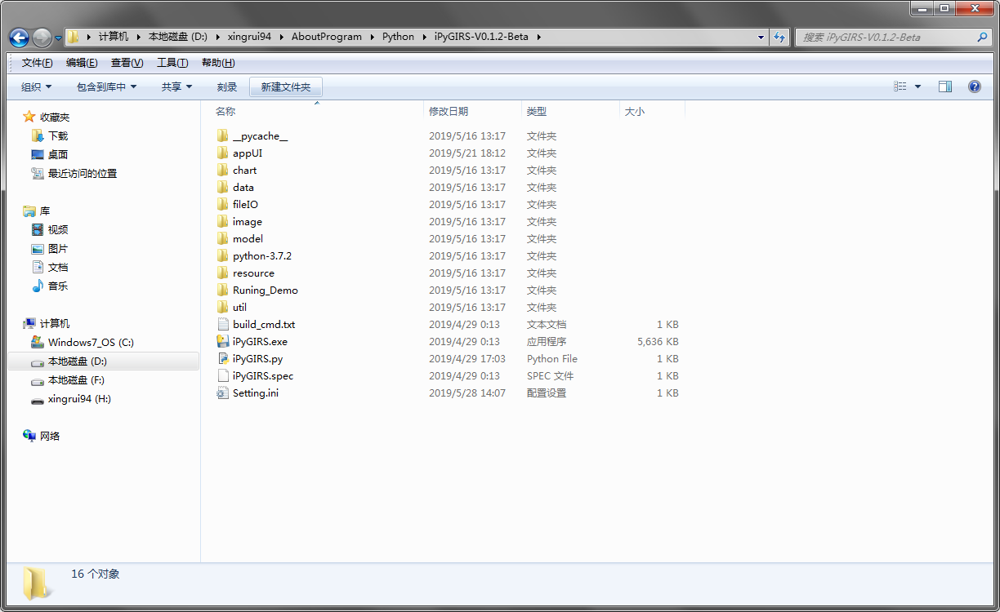 计算机 本地磁盘 (D:) xingrui94 AboutProgram Python iPyGIRS-V0.1.2-Beta 搜索 iPyGIRS-V0.1.2-Beta
文件(F) 编辑(E) 查看(V) 工具(T) 帮助(H)
组织 包含到库中 共享 刻录 新建文件夹
收藏夹
下载
桌面
最近访问的位置
库
视频
图片
文档
音乐
计算机
Windows7_OS (C:)
本地磁盘 (D:)
本地磁盘 (F:)
xingrui94 (H:)
网络
名称 修改日期 类型 大小
__pycache__ 2019/5/16 13:17 文件夹
appUI 2019/5/21 18:12 文件夹
chart 2019/5/16 13:17 文件夹
data 2019/5/16 13:17 文件夹
fileIO 2019/5/16 13:17 文件夹
image 2019/5/16 13:17 文件夹
model 2019/5/16 13:17 文件夹
python-3.7.2 2019/5/16 13:17 文件夹
resource 2019/5/16 13:17 文件夹
Runing_Demo 2019/5/16 13:17 文件夹
util 2019/5/16 13:17 文件夹
build_cmd.txt 2019/4/29 0:13 文本文档 1 KB
iPyGIRS.exe 2019/4/29 0:13 应用程序 5,636 KB
iPyGIRS.py 2019/4/29 17:03 Python File 1 KB
iPyGIRS.spec 2019/4/29 0:13 SPEC 文件 1 KB
Setting.ini 2019/5/28 14:07 配置设置 1 KB
16 个对象